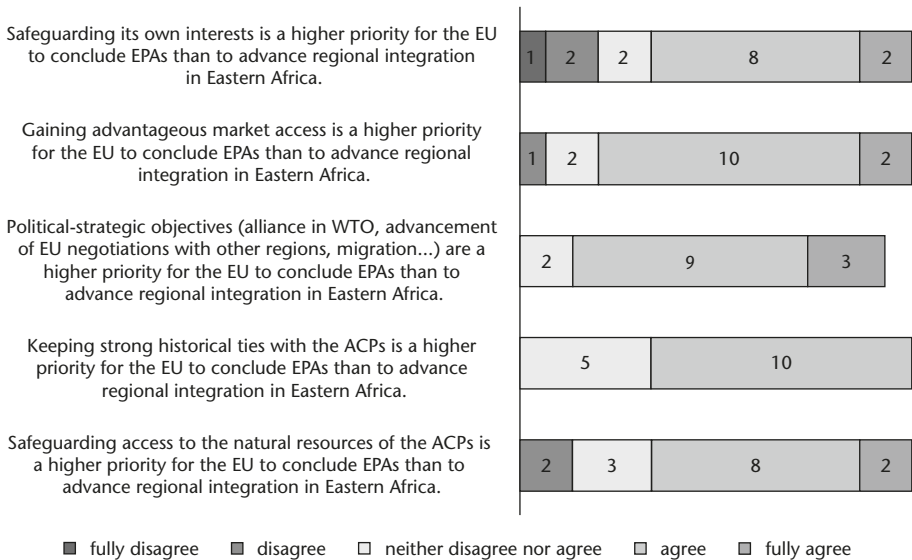 Safeguarding its own interests is a higher priority for the EU
to conclude EPAs than to advance regional integration
in Eastern Africa.
1 2 2 8 2
Gaining advantageous market access is a higher priority
for the EU to conclude EPAs than to advance regional
integration in Eastern Africa.
1 2 10 2
Political-strategic objectives (alliance in WTO, advancement
of EU negotiations with other regions, migration...) are a
higher priority for the EU to conclude EPAs than to
advance regional integration in Eastern Africa.
2 9 3
Keeping strong historical ties with the ACPs is a higher
priority for the EU to conclude EPAs than to advance
regional integration in Eastern Africa.
5 10
Safeguarding access to the natural resources of the ACPs is
a higher priority for the EU to conclude EPAs than to
advance regional integration in Eastern Africa.
2 3 8 2
fully disagree disagree neither disagree nor agree agree fully agree